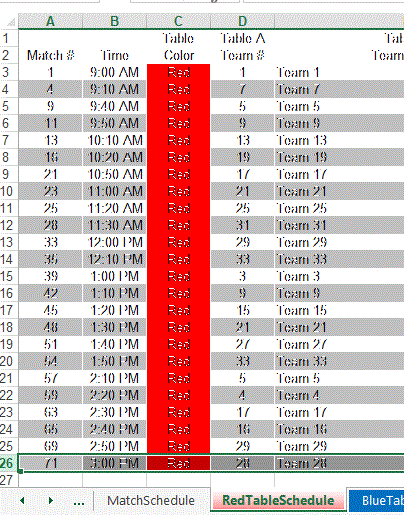 A B C D E
1 Table Table A Tab
2 Match # Time Color Team # Team
3 1 9:00 AM Red 1 Team 1
4 4 9:10 AM Red 7 Team 7
5 9 9:40 AM Red 5 Team 5
6 11 9:50 AM Red 9 Team 9
7 13 10:10 AM Red 13 Team 13
8 16 10:20 AM Red 19 Team 19
9 21 10:50 AM Red 17 Team 17
10 23 11:00 AM Red 21 Team 21
11 25 11:20 AM Red 25 Team 25
12 28 11:30 AM Red 31 Team 31
13 33 12:00 PM Red 29 Team 29
14 35 12:10 PM Red 33 Team 33
15 39 1:00 PM Red 3 Team 3
16 42 1:10 PM Red 9 Team 9
17 45 1:20 PM Red 15 Team 15
18 48 1:30 PM Red 21 Team 21
19 51 1:40 PM Red 27 Team 27
20 54 1:50 PM Red 33 Team 33
21 57 2:10 PM Red 5 Team 5
22 59 2:20 PM Red 4 Team 4
23 63 2:30 PM Red 17 Team 17
24 65 2:40 PM Red 16 Team 16
25 69 2:50 PM Red 29 Team 29
26 71 3:00 PM Red 28 Team 28
27
... MatchSchedule RedTableSchedule BlueTab